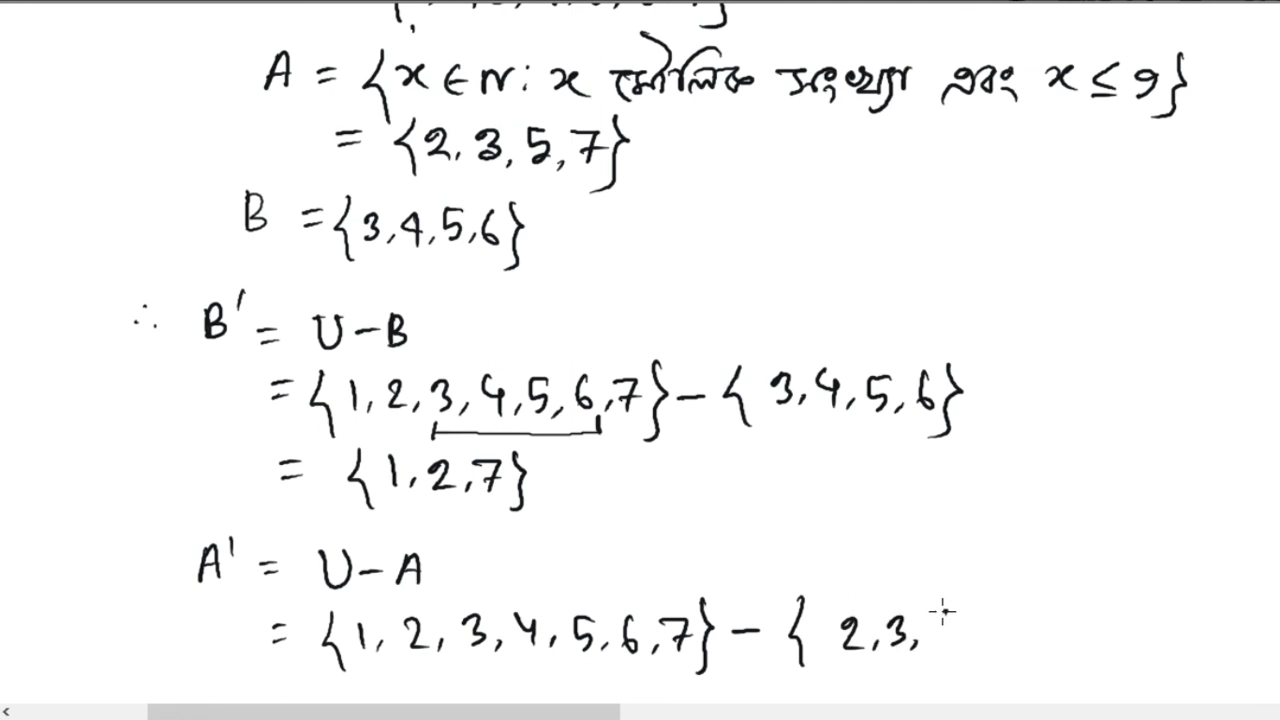 A = {x ∈ N : x মৌলিক সংখ্যা এবং x ≤ 9}
= {2, 3, 5, 7}
B = {3, 4, 5, 6}
∴ B' = U - B
= {1, 2, 3, 4, 5, 6, 7} - {3, 4, 5, 6}
= {1, 2, 7}
A' = U - A
= {1, 2, 3, 4, 5, 6, 7} - { 2, 3,